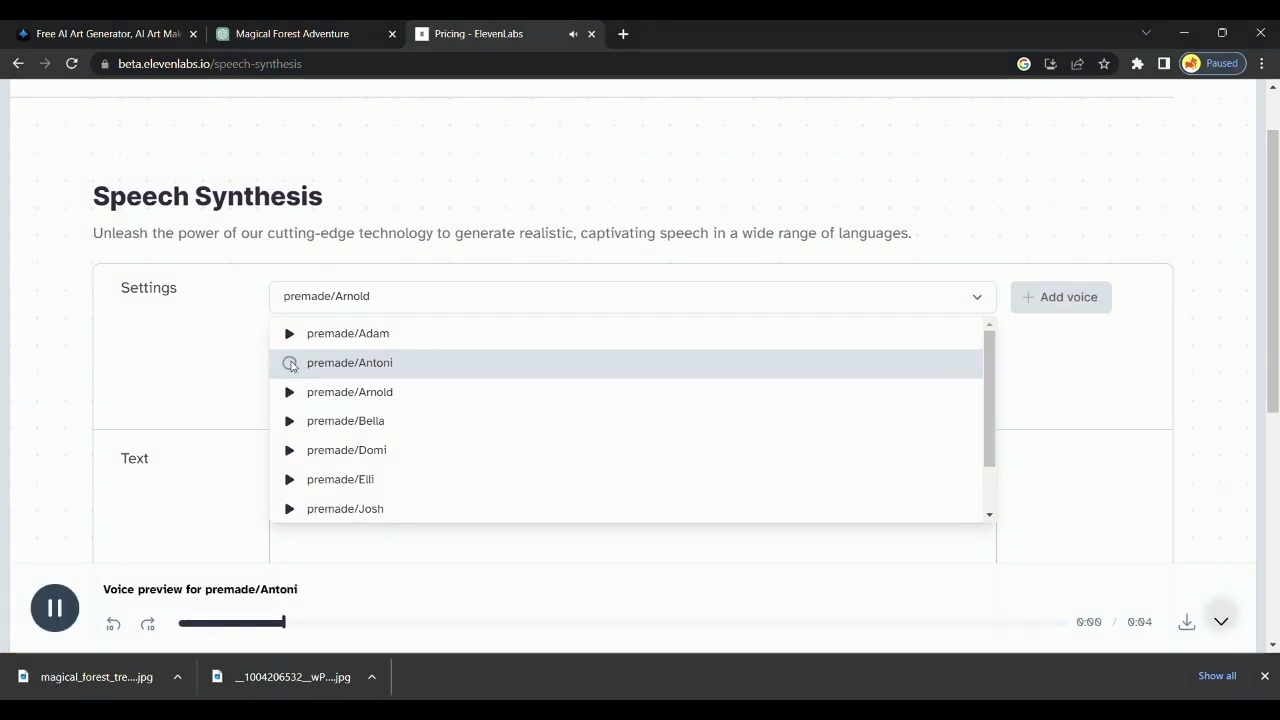 Free AI Art Generator, AI Art Mak
Magical Forest Adventure
Pricing - ElevenLabs
beta.elevenlabs.io/speech-synthesis
Paused
Speech Synthesis
Unleash the power of our cutting-edge technology to generate realistic, captivating speech in a wide range of languages.
Settings
premade/Arnold
Add voice
premade/Adam
premade/Antoni
premade/Arnold
premade/Bella
Text
premade/Domi
premade/Elli
premade/Josh
Voice preview for premade/Antoni
10
10
0:00 / 0:04
magical_forest_tre....jpg
__1004206532__wP....jpg
Show all